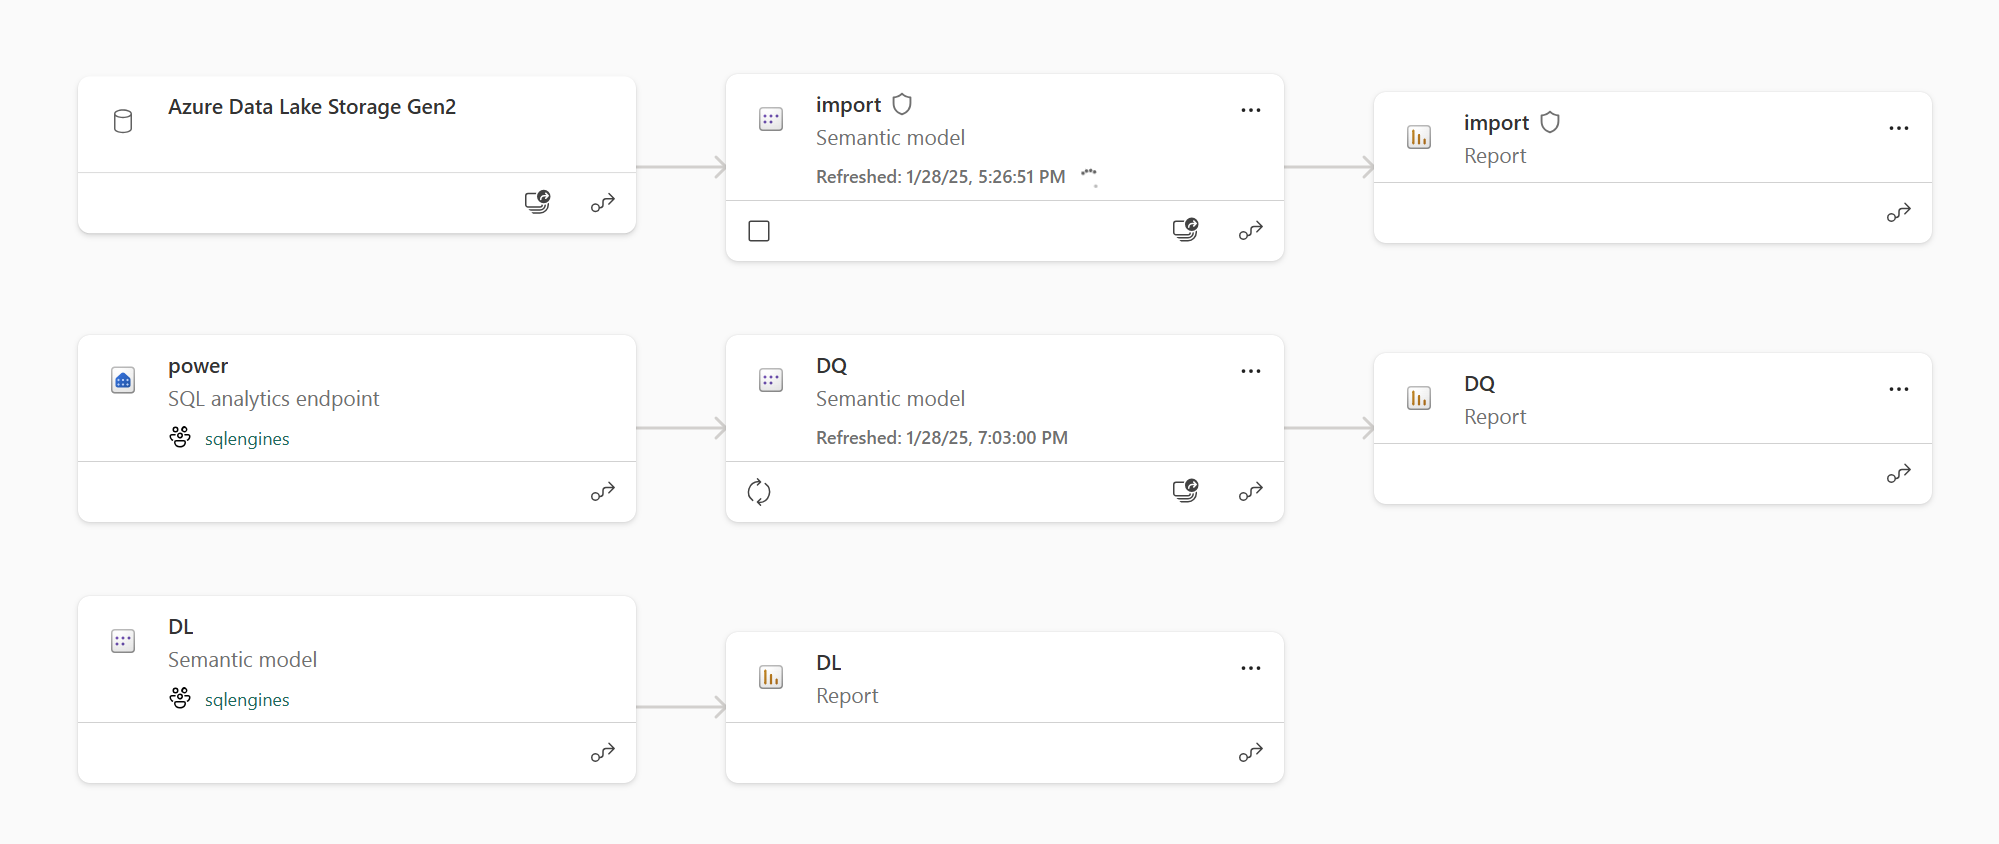 Azure Data Lake Storage Gen2
import
Semantic model
Refreshed: 1/28/25, 5:26:51 PM
import
Report
power
SQL analytics endpoint
sqlengines
DQ
Semantic model
Refreshed: 1/28/25, 7:03:00 PM
DQ
Report
DL
Semantic model
sqlengines
DL
Report